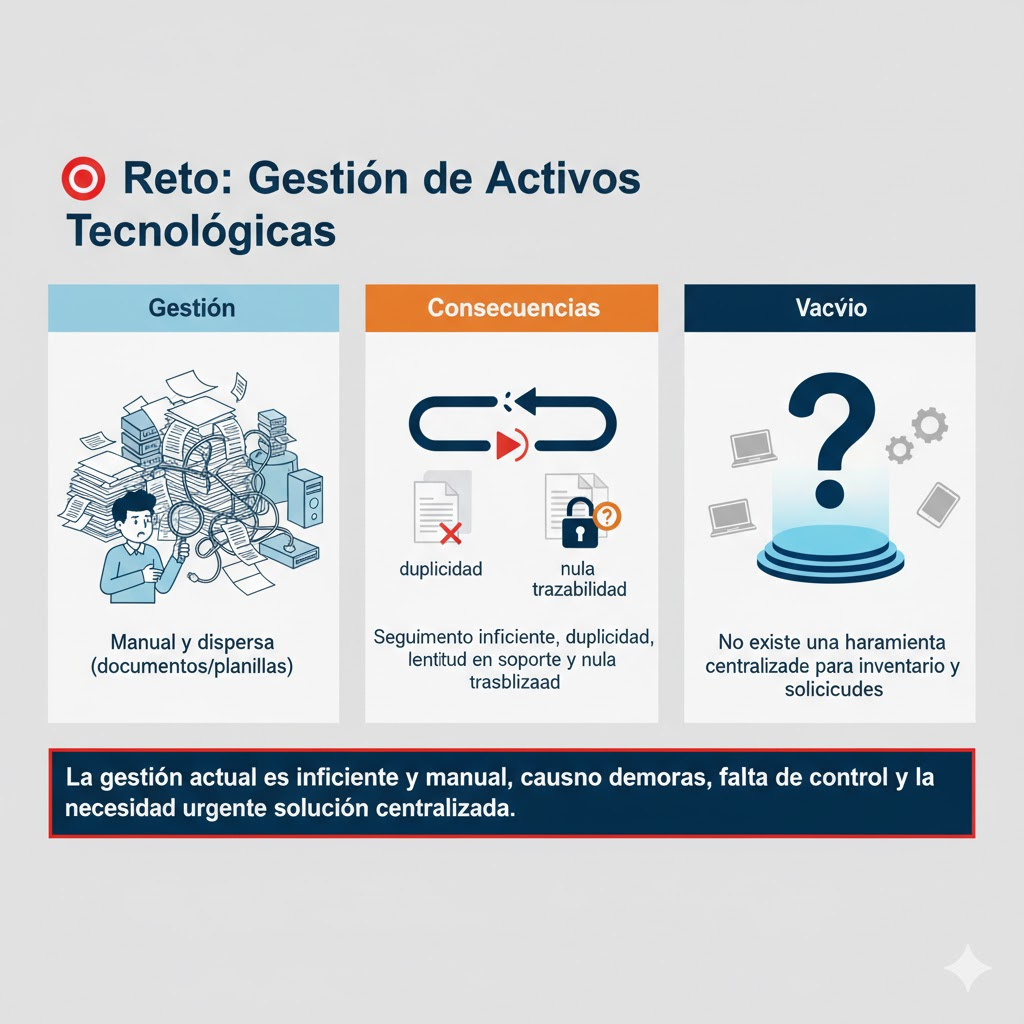 Reto: Gestión de Activos
Tecnológicas
Gestión
Manual y dispersa
(documentos/planillas)
Consecuencias
duplicidad
nula
trazabilidad
Seguimento inficiente, duplicidad,
lentitud en soporte y nula
trasblizaad
Vacv́io
?
No existe una haramienta
centralizade para inventario y
solicicudes
La gestión actual es inficiente y manual, causno demoras, falta de control y la
necesidad urgente solución centralizada.